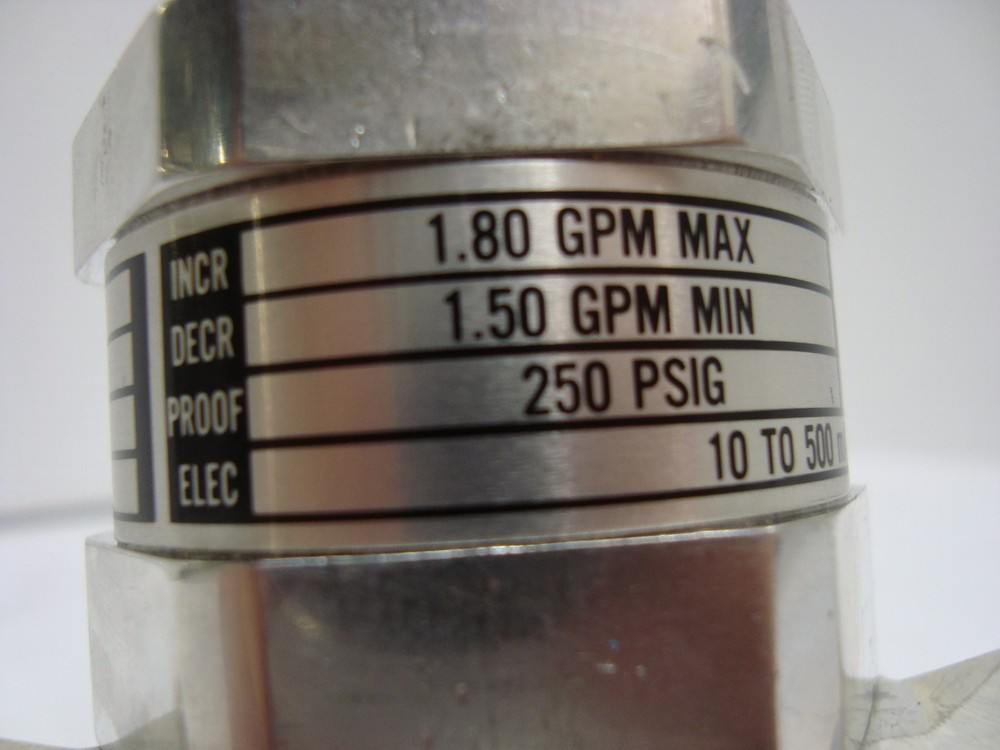 INCR 1.80 GPM MAX
DECR 1.50 GPM MIN
PROOF 250 PSIG
ELEC 10 TO 500